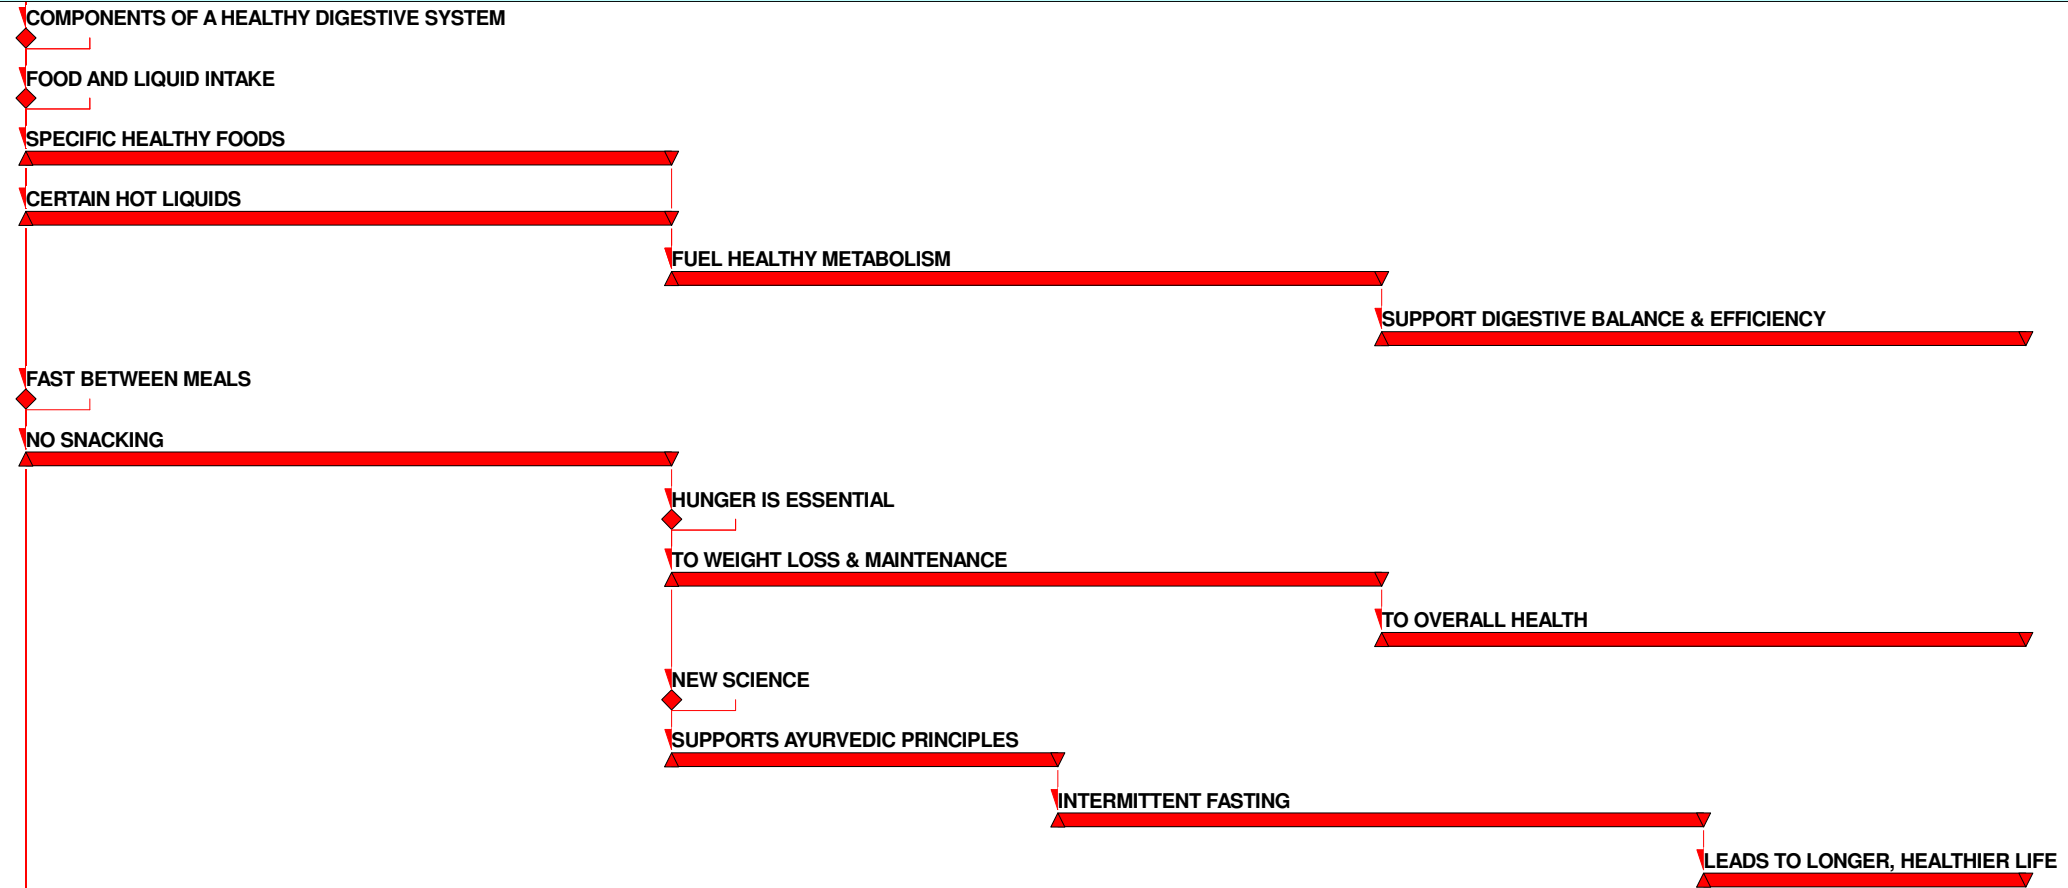 COMPONENTS OF A HEALTHY DIGESTIVE SYSTEM
FOOD AND LIQUID INTAKE
SPECIFIC HEALTHY FOODS
CERTAIN HOT LIQUIDS
FUEL HEALTHY METABOLISM
SUPPORT DIGESTIVE BALANCE & EFFICIENCY
FAST BETWEEN MEALS
NO SNACKING
HUNGER IS ESSENTIAL
TO WEIGHT LOSS & MAINTENANCE
TO OVERALL HEALTH
NEW SCIENCE
SUPPORTS AYURVEDIC PRINCIPLES
INTERMITTENT FASTING
LEADS TO LONGER, HEALTHIER LIFE